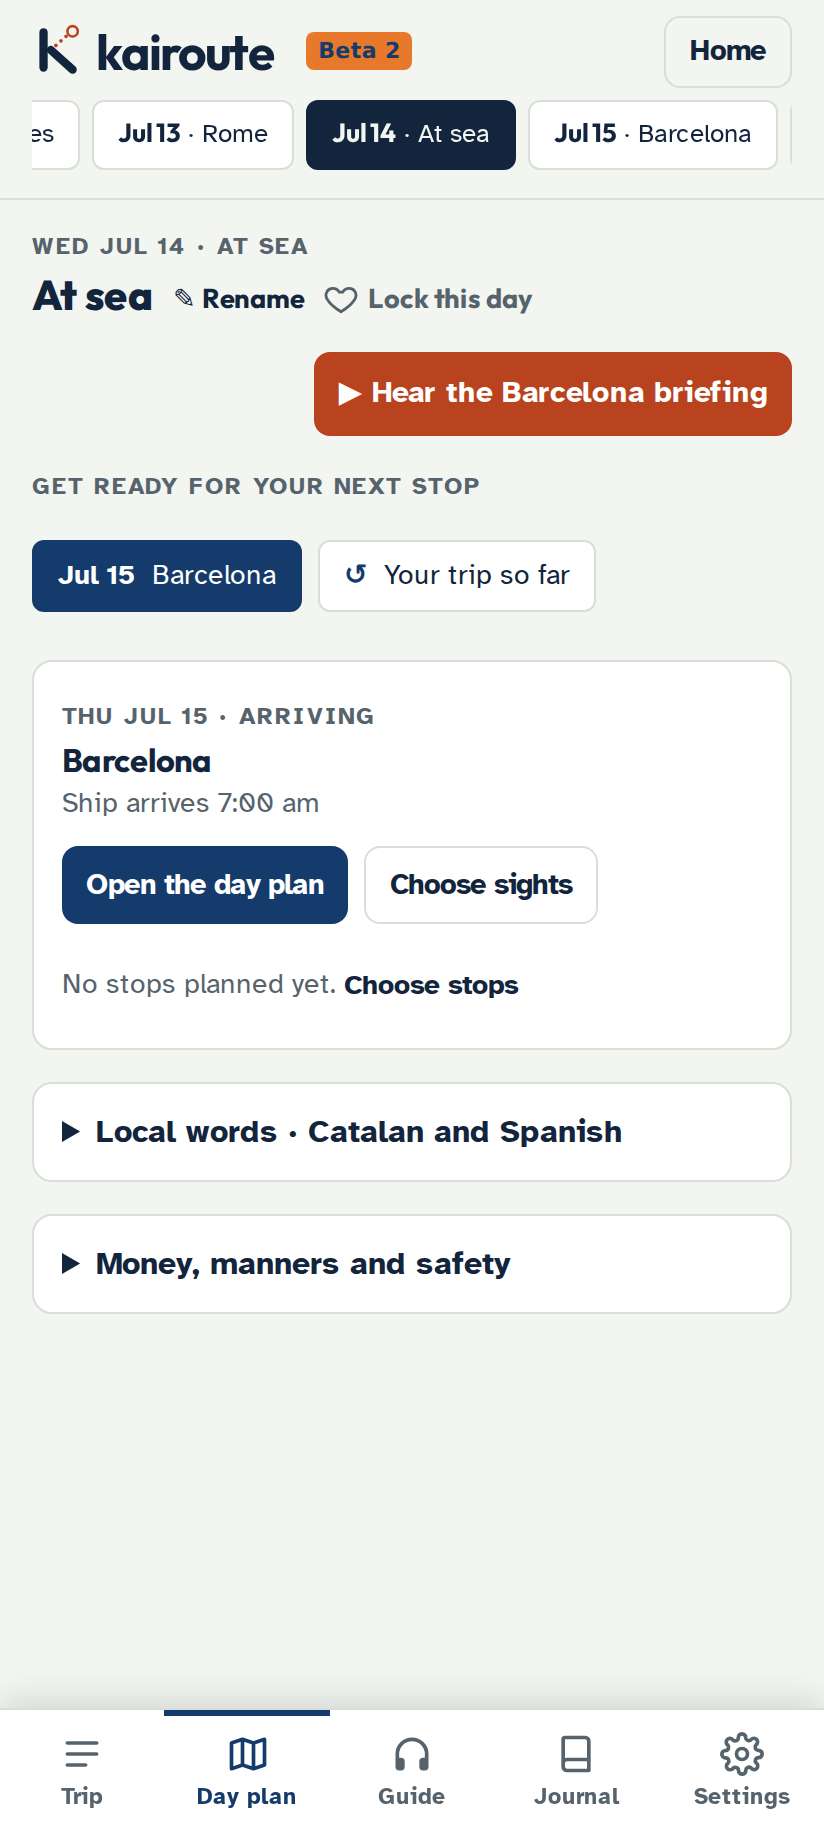 kairoute Beta 2 Home
es Jul 13 · Rome Jul 14 · At sea Jul 15 · Barcelona
WED JUL 14 · AT SEA
At sea ✎ Rename Lock this day
▶ Hear the Barcelona briefing
GET READY FOR YOUR NEXT STOP
Jul 15 Barcelona ↺ Your trip so far
THU JUL 15 · ARRIVING
Barcelona
Ship arrives 7:00 am
Open the day plan Choose sights
No stops planned yet. Choose stops
▶ Local words · Catalan and Spanish
▶ Money, manners and safety
Trip Day plan Guide Journal Settings